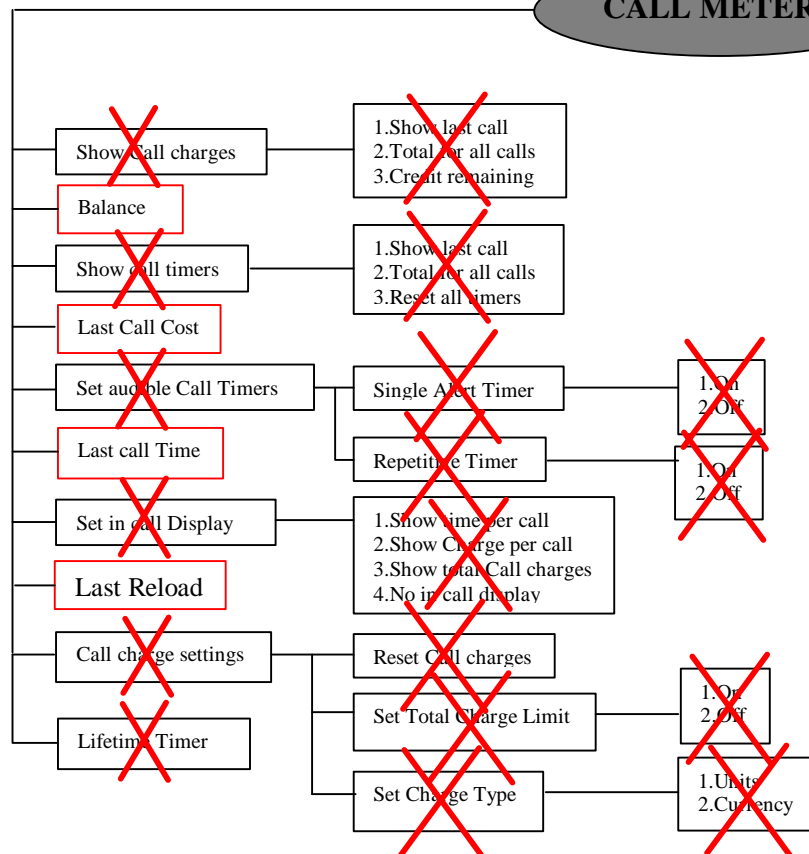 CALL METER
Show Call charges
1.Show last call
2.Total for all calls
3.Credit remaining
Balance
Show call timers
1.Show last call
2.Total for all calls
3.Reset all timers
Last Call Cost
Set audible Call Timers
Single Alert Timer
1.On
2.Off
Last call Time
Repetitive Timer
1.On
2.Off
Set in call Display
1.Show time per call
2.Show Charge per call
3.Show total Call charges
4.No in call display
Last Reload
Call charge settings
Reset Call charges
Set Total Charge Limit
1.On
2.Off
Lifetime Timer
Set Charge Type
1.Units
2.Currency